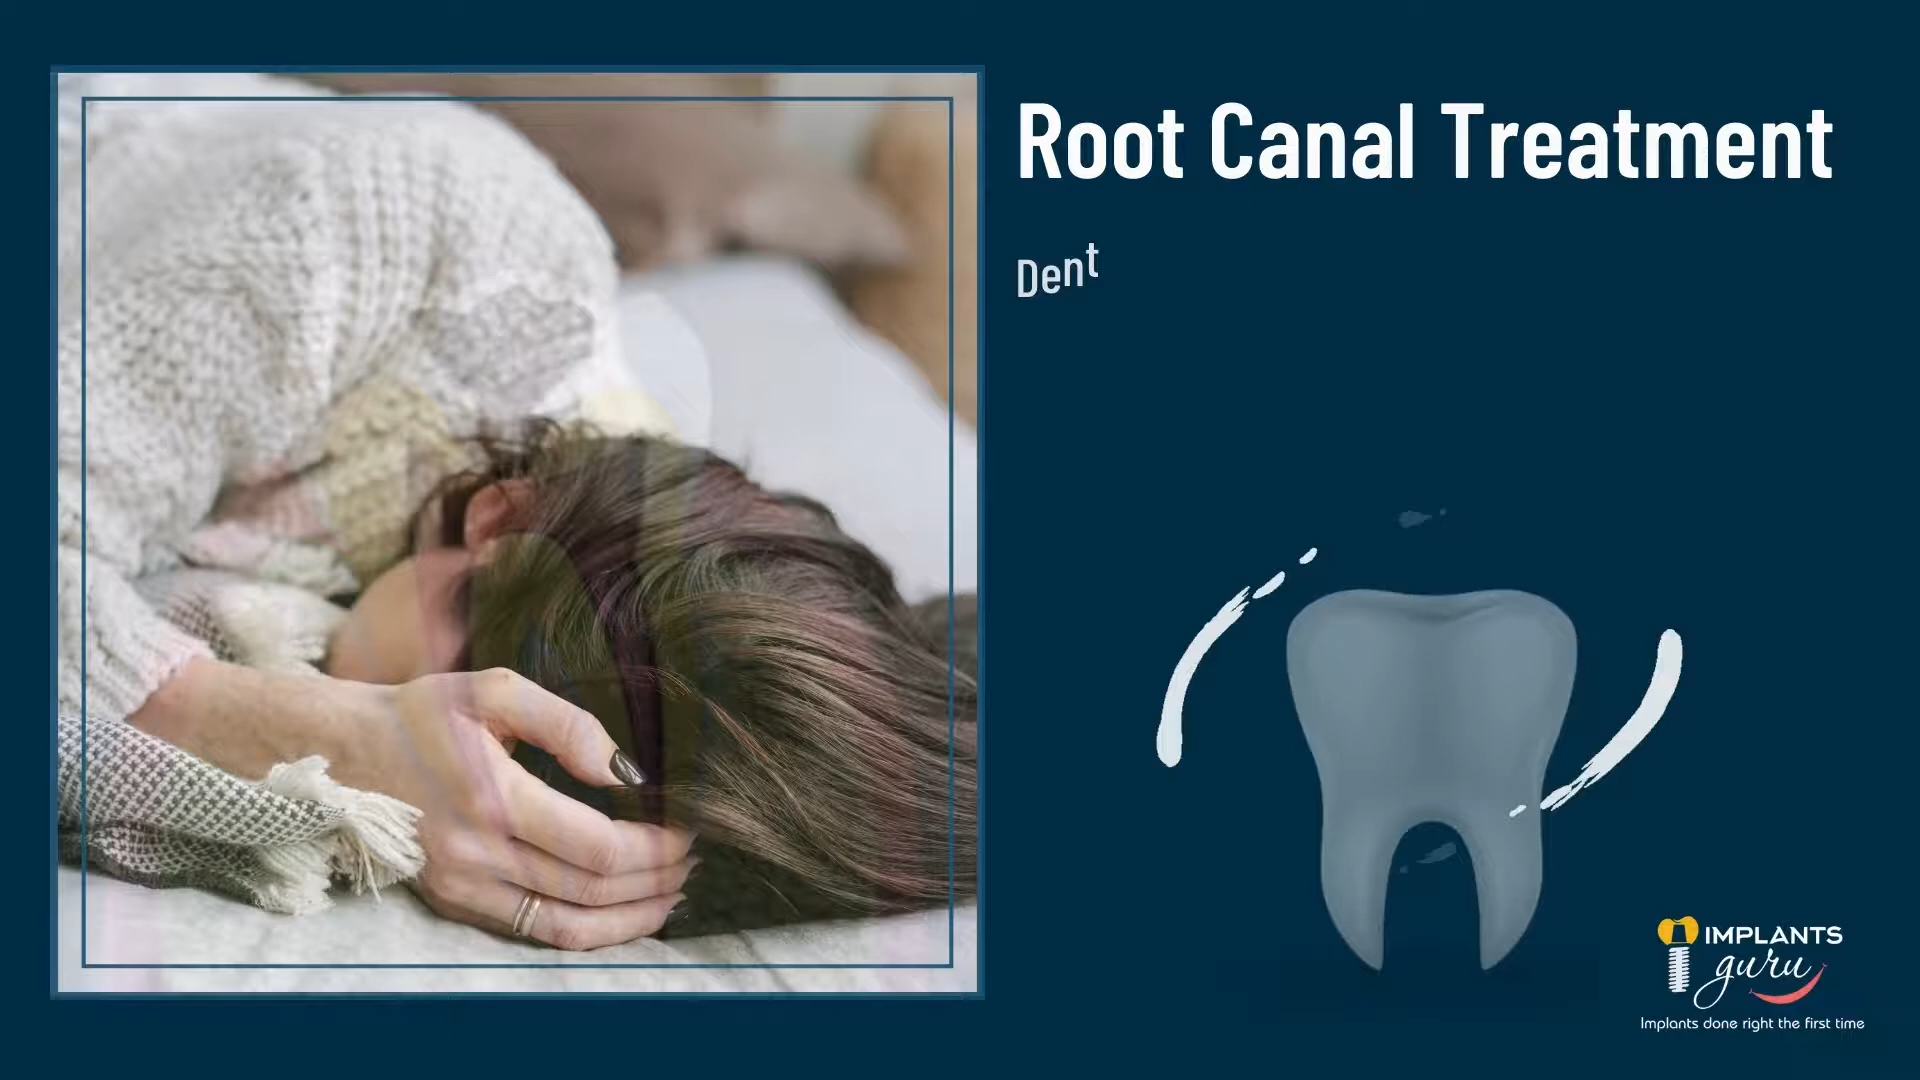 Root Canal Treatment
Dent
IMPLANTS
guru
Implants done right the first time